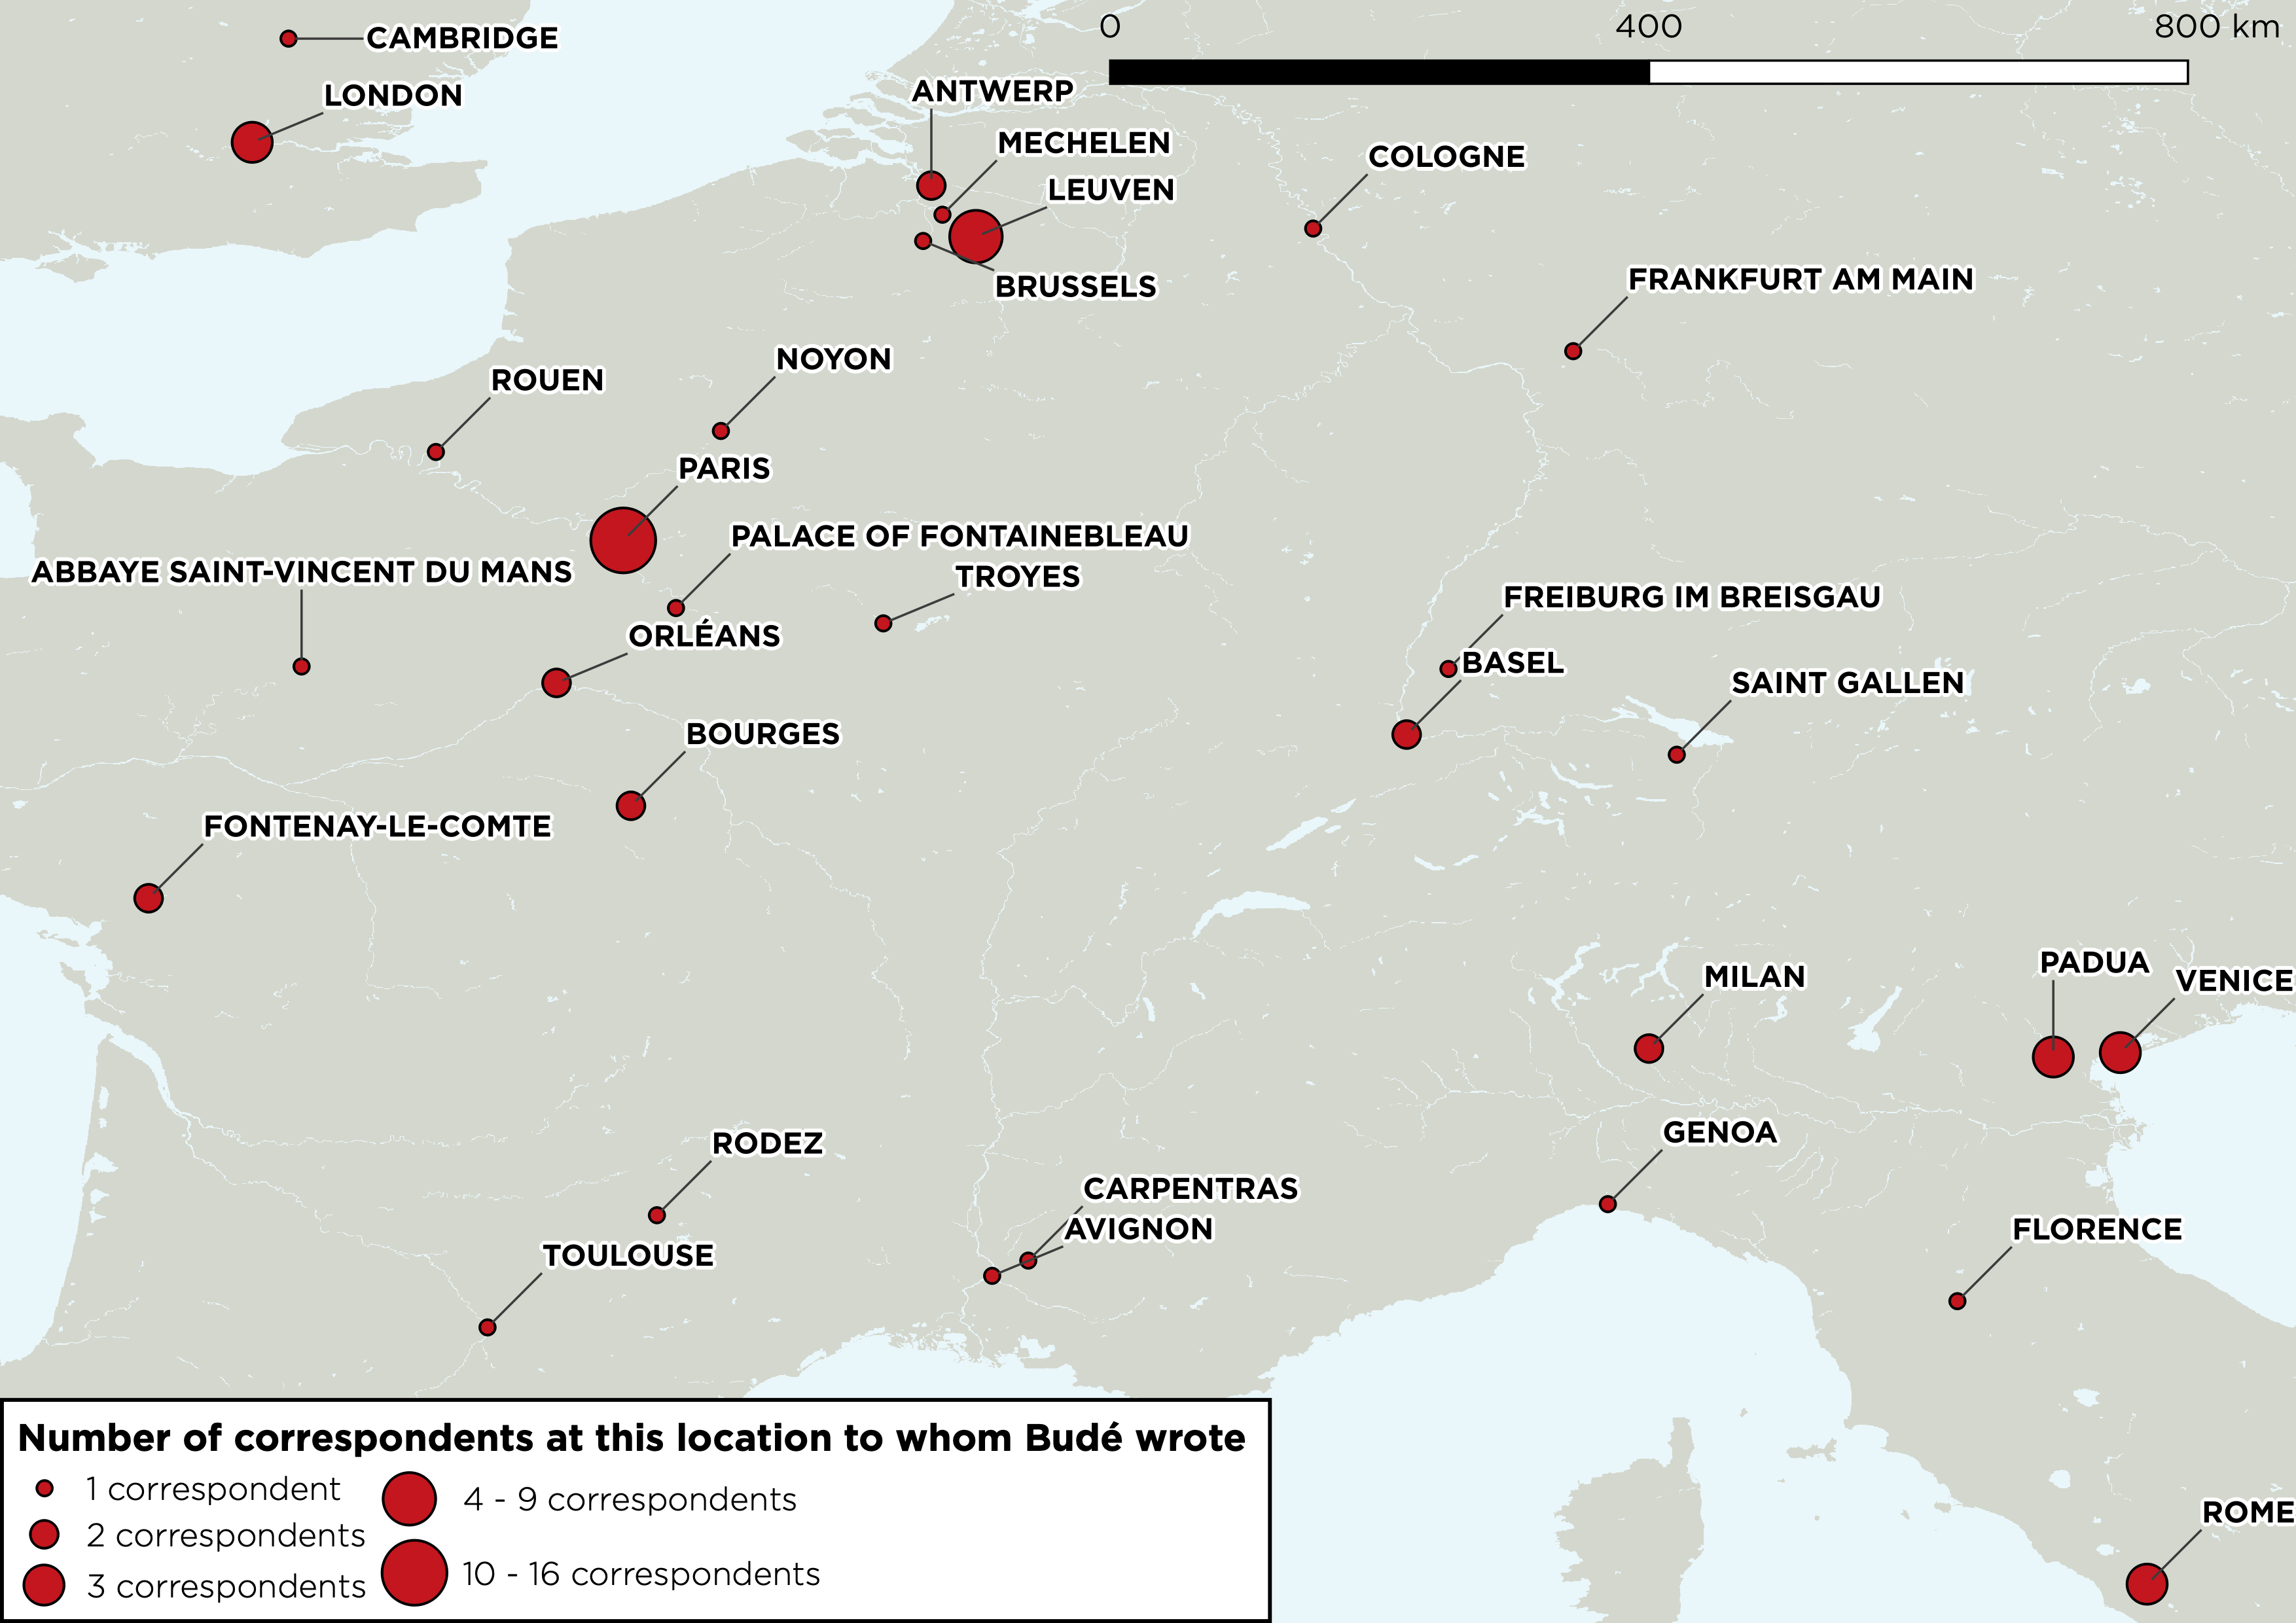 0 400 800 km
CAMBRIDGE
LONDON
ANTWERP
MECHELEN
COLOGNE
LEUVEN
FRANKFURT AM MAIN
BRUSSELS
NOYON
ROUEN
PARIS
PALACE OF FONTAINEBLEAU
ABBAYE SAINT-VINCENT DU MANS
TROYES
FREIBURG IM BREISGAU
ORLÉANS
BASEL
SAINT GALLEN
BOURGES
FONTENAY-LE-COMTE
PADUA
MILAN
VENICE
GENOA
RODEZ
CARPENTRAS
AVIGNON
FLORENCE
TOULOUSE
ROME
Number of correspondents at this location to whom Budé wrote
1 correspondent
2 correspondents
3 correspondents
4 - 9 correspondents
10 - 16 correspondents